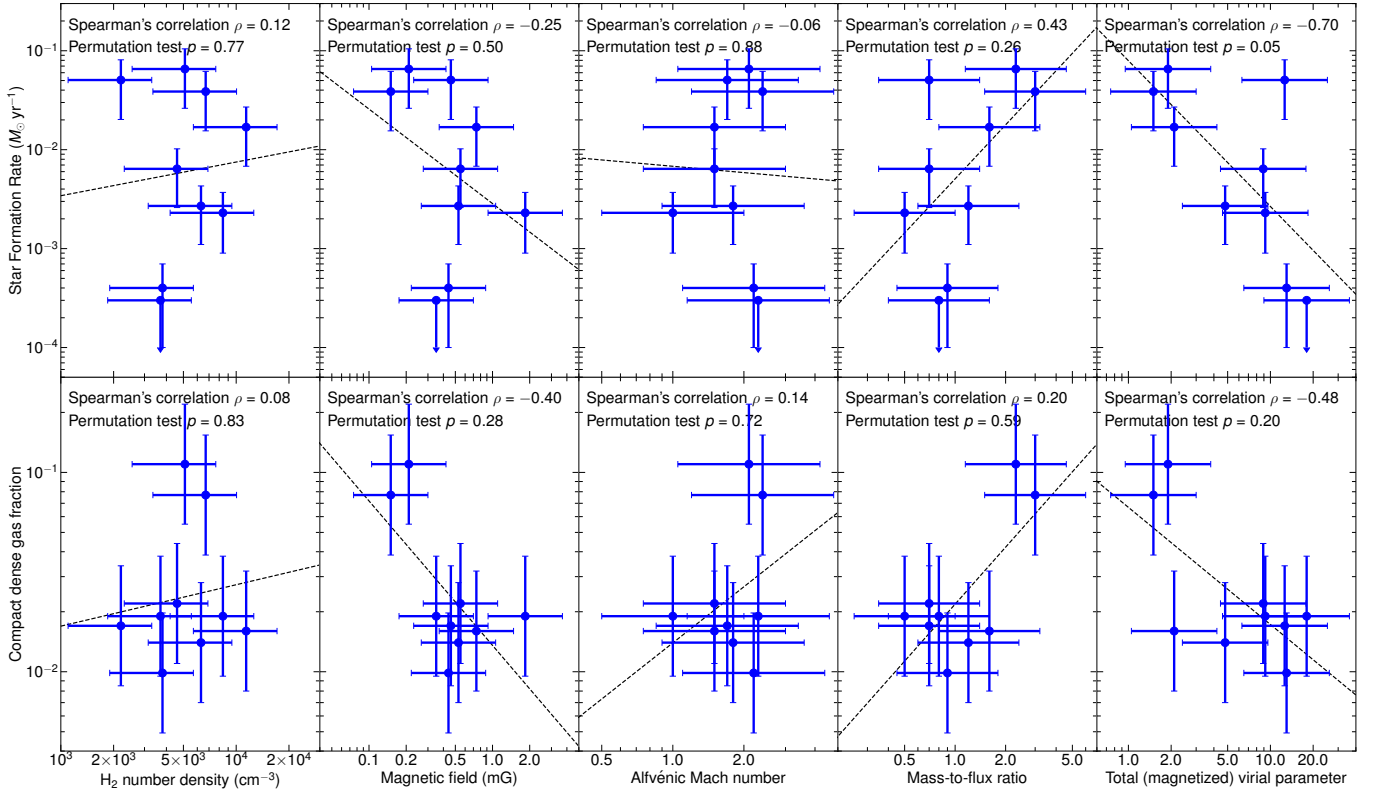 Spearman's correlation ρ = 0.12
Permutation test p = 0.77
Spearman's correlation ρ = −0.25
Permutation test p = 0.50
Spearman's correlation ρ = −0.06
Permutation test p = 0.88
Spearman's correlation ρ = 0.43
Permutation test p = 0.26
Spearman's correlation ρ = −0.70
Permutation test p = 0.05
Star Formation Rate (M⊙ yr⁻¹)
10⁻¹
10⁻²
10⁻³
10⁻⁴
Spearman's correlation ρ = 0.08
Permutation test p = 0.83
Spearman's correlation ρ = −0.40
Permutation test p = 0.28
Spearman's correlation ρ = 0.14
Permutation test p = 0.72
Spearman's correlation ρ = 0.20
Permutation test p = 0.59
Spearman's correlation ρ = −0.48
Permutation test p = 0.20
Compact dense gas fraction
10⁻¹
10⁻²
10³ 2×10³ 5×10³ 10⁴ 2×10⁴
H₂ number density (cm⁻³)
0.1 0.2 0.5 1.0 2.0
Magnetic field (mG)
0.5 1.0 2.0
Alfvénic Mach number
0.5 1.0 2.0 5.0
Mass-to-flux ratio
1.0 2.0 5.0 10.0 20.0
Total (magnetized) virial parameter